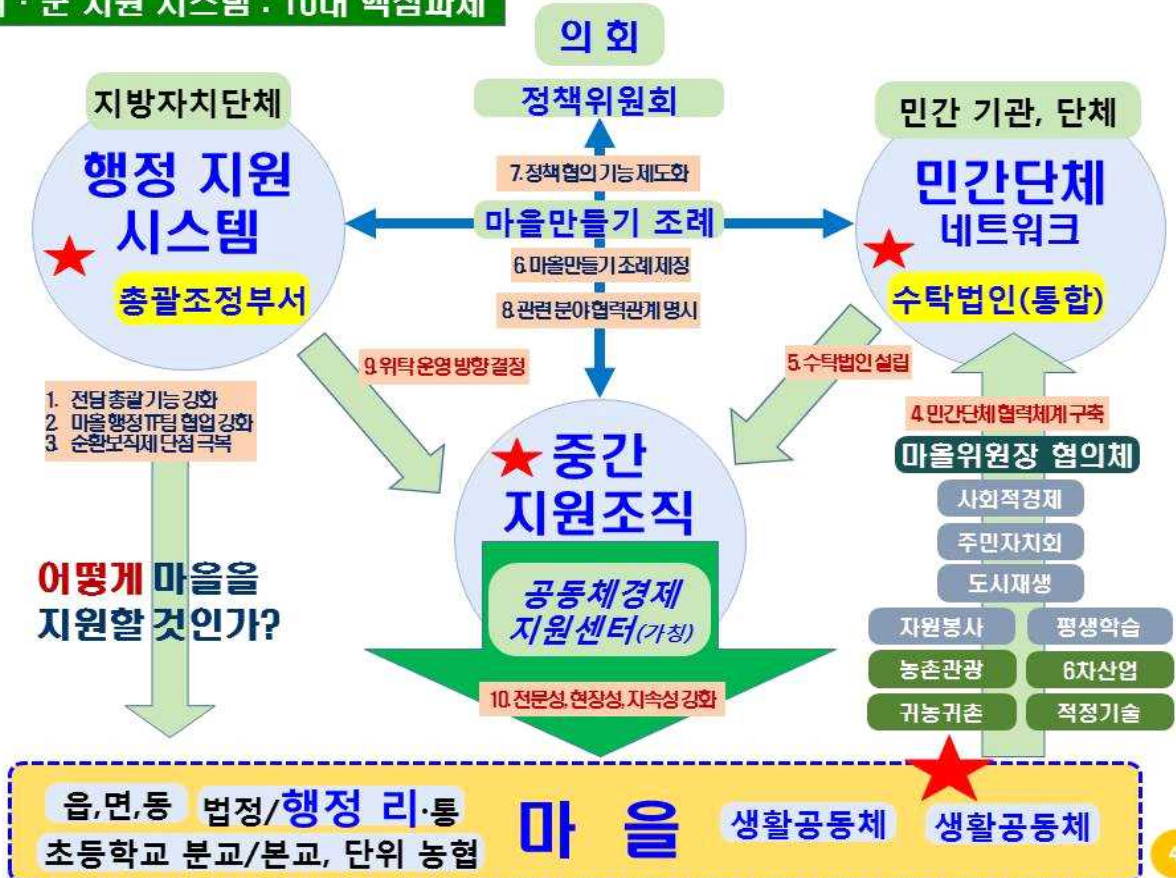 · 군 지원 시스템 : 10대 핵심과제
의 회
정책위원회
지방자치단체
행정 지원
시스템
총괄조정부서
민간 기관, 단체
민간단체
네트워크
수탁법인(통합)
7. 정책 협의 기능 제도화
마을만들기 조례
6. 마을만들기 조례 제정
8. 관련 분야 협력관계 명시
9. 위탁 운영 방향 결정
5. 수탁법인 설립
1. 전담 총괄 기능 강화
2. 마을 행정 TF팀 협업 강화
3. 순환보직제 단점 극복
4. 민간단체 협력체계 구축
마을위원장 협의체
사회적경제
주민자치회
도시재생
자원봉사
평생학습
농촌관광
6차산업
귀농귀촌
적정기술
중간
지원조직
공동체경제
지원센터(가칭)
10. 전문성, 현장성, 지속성 강화
어떻게 마을을
지원할 것인가?
읍,면,동 법정/행정 리·통
초등학교 분교/본교, 단위 농협
마 을
생활공동체
생활공동체
4